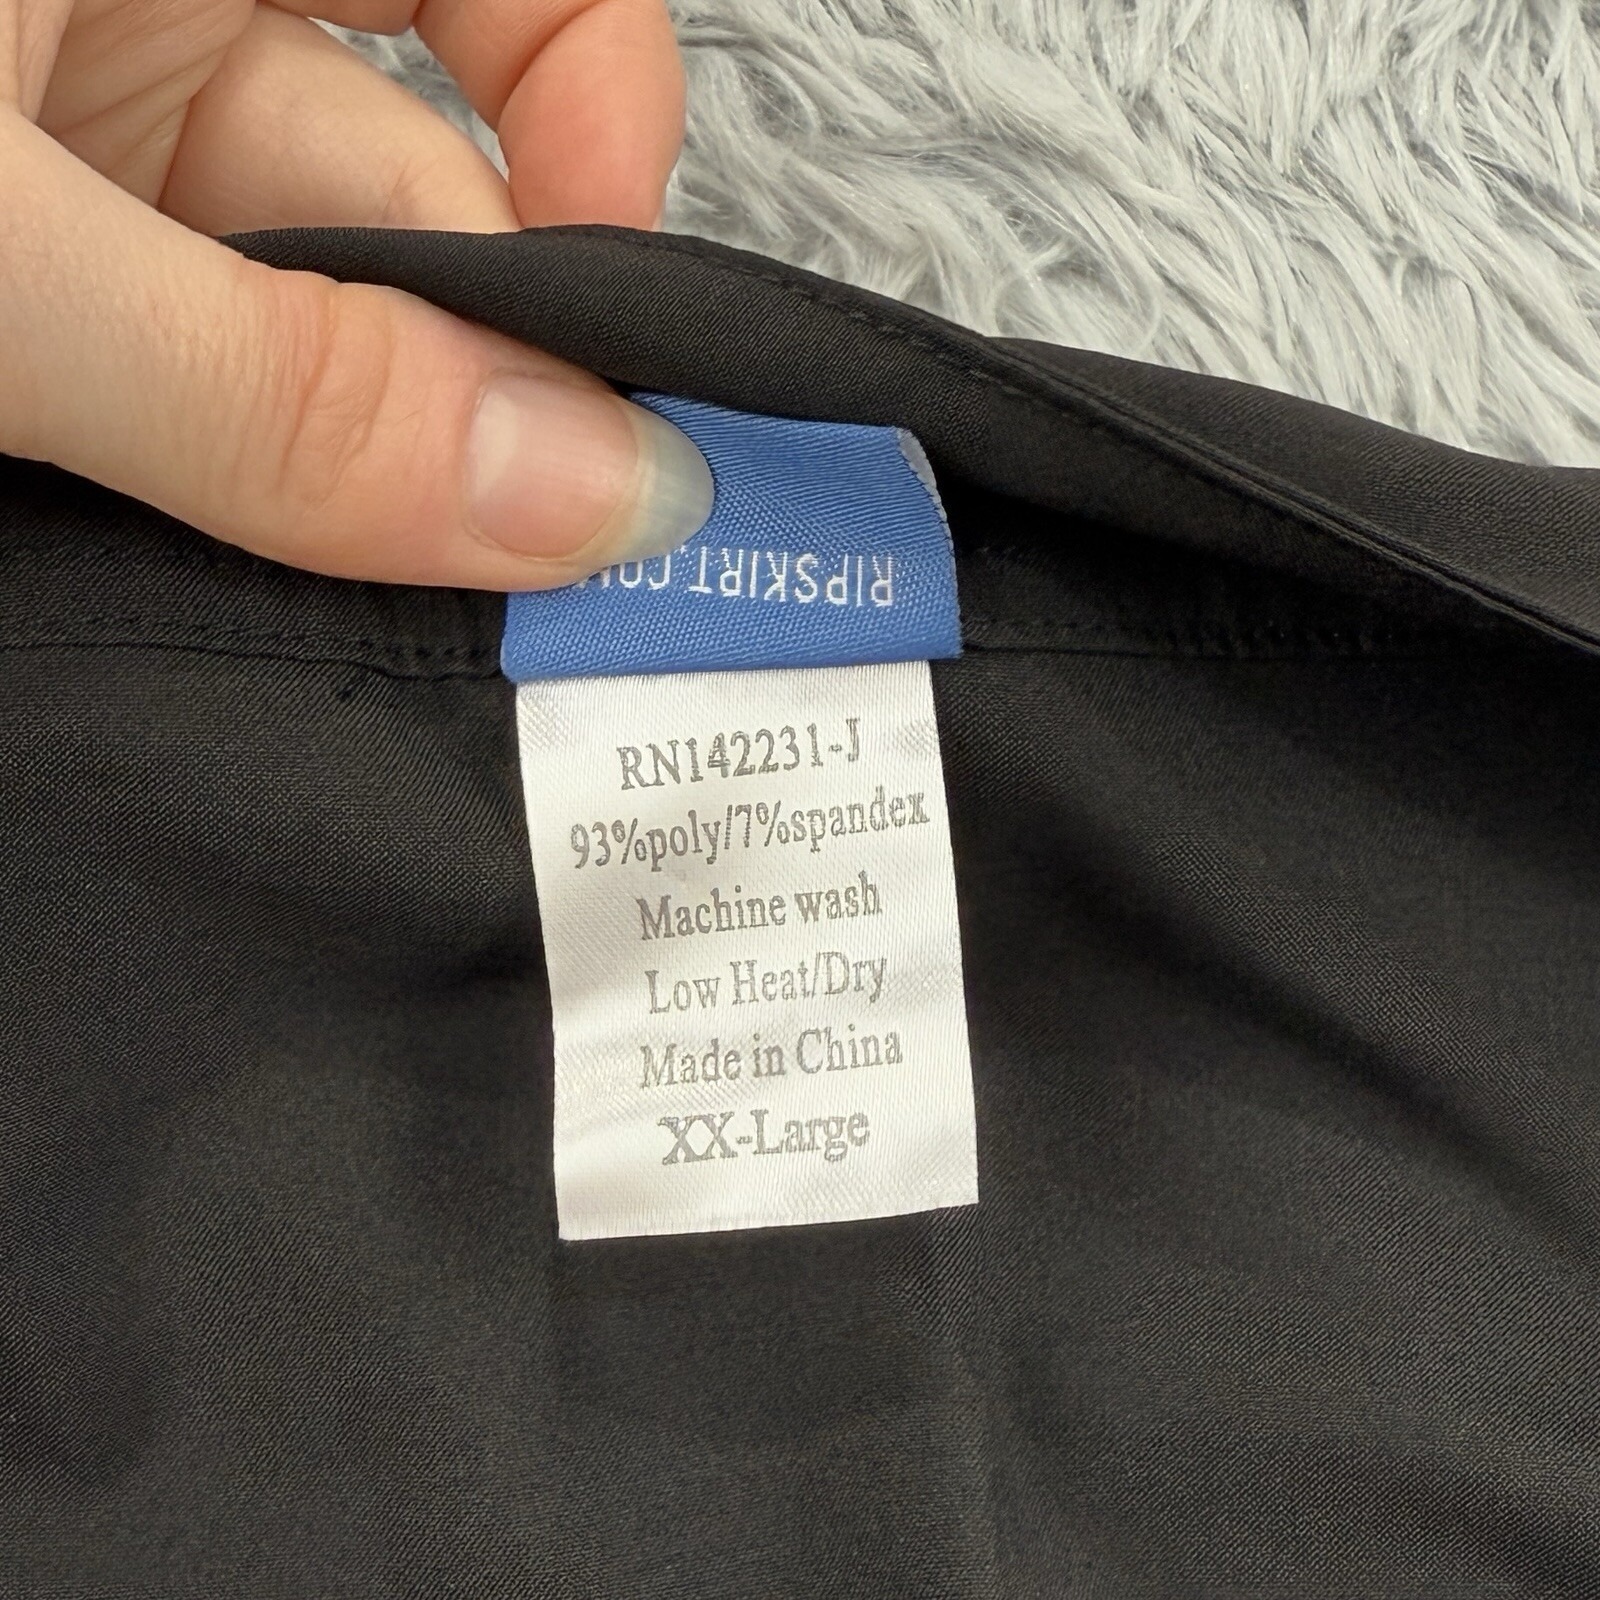 RIPSKIRT.COM
RN142231-J
93%poly/7%spandex
Machine wash
Low Heat/Dry
Made in China
XX-Large